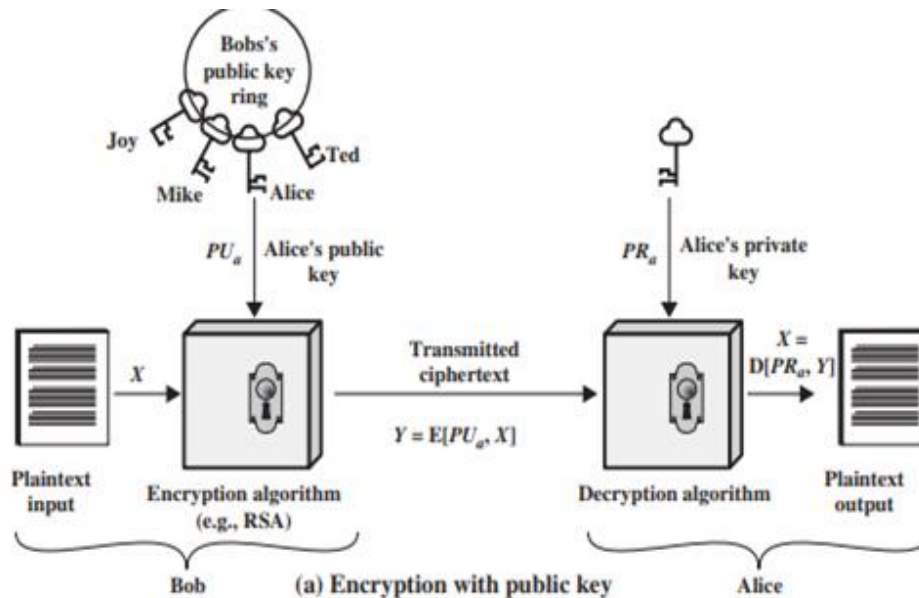 Bobs's
public key
ring
Joy
Ted
Mike
Alice
PUa
Alice's public
key
PRa
Alice's private
key
X
Transmitted
ciphertext
X =
D[PRa, Y]
Y = E[PUa, X]
Plaintext
input
Encryption algorithm
(e.g., RSA)
Decryption algorithm
Plaintext
output
Bob
(a) Encryption with public key
Alice